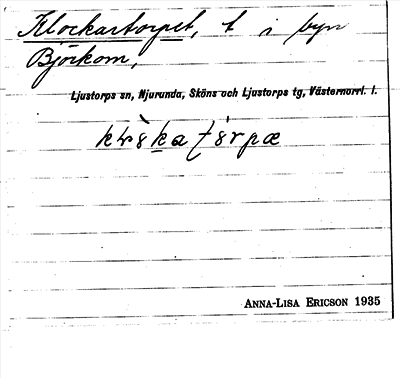 Klockartorpet, t i byn
Björkom,
Ljustorps sn, Njurunda, Sköns och Ljustorps tg, Västernorrl. l.
ANNA-LISA ERICSON 1935